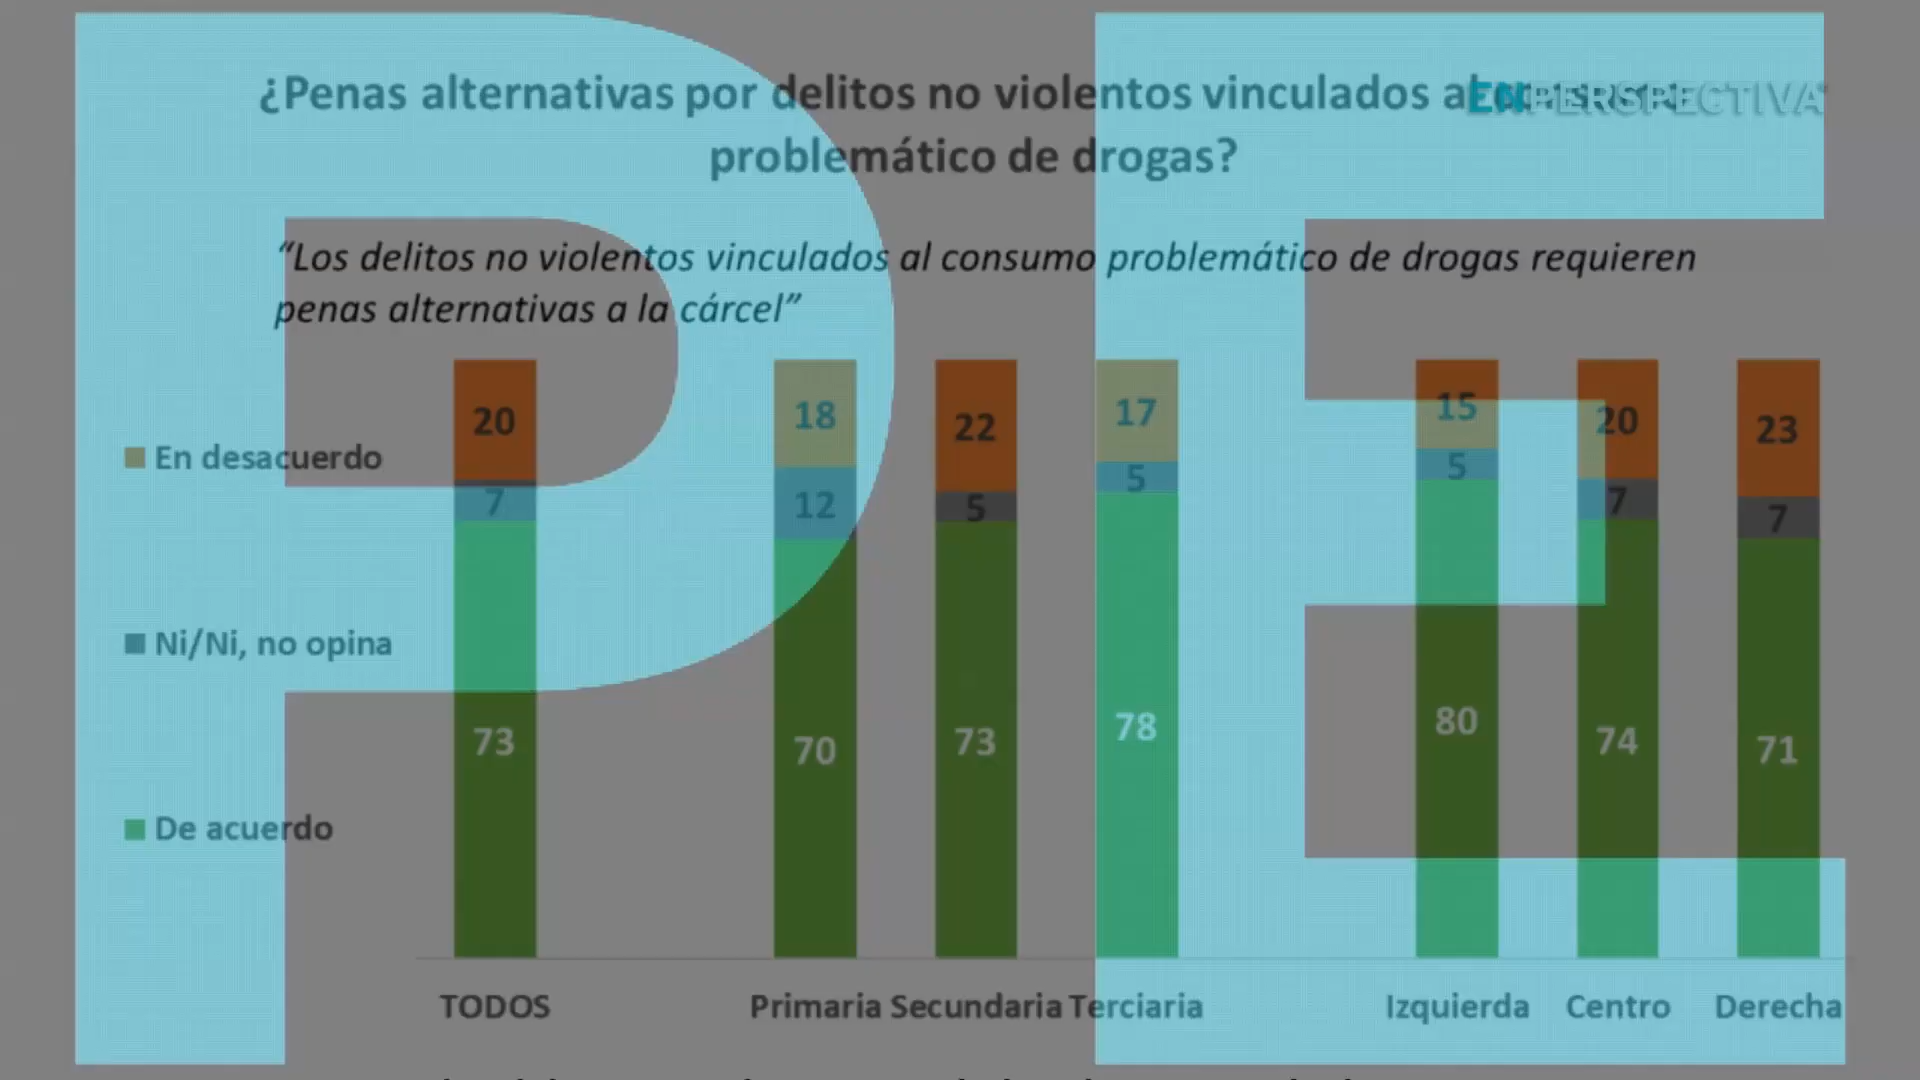 ¿Penas alternativas por delitos no violentos vinculados al consumo
ENPERSPECTIVA
problemático de drogas?
“Los delitos no violentos vinculados al consumo problemático de drogas requieren
penas alternativas a la cárcel”
20 18 22 17 15 20 23
En desacuerdo
7 12 5 5 5 7 7
Ni/Ni, no opina
73 70 73 78 80 74 71
De acuerdo
TODOS Primaria Secundaria Terciaria Izquierda Centro Derecha
PE